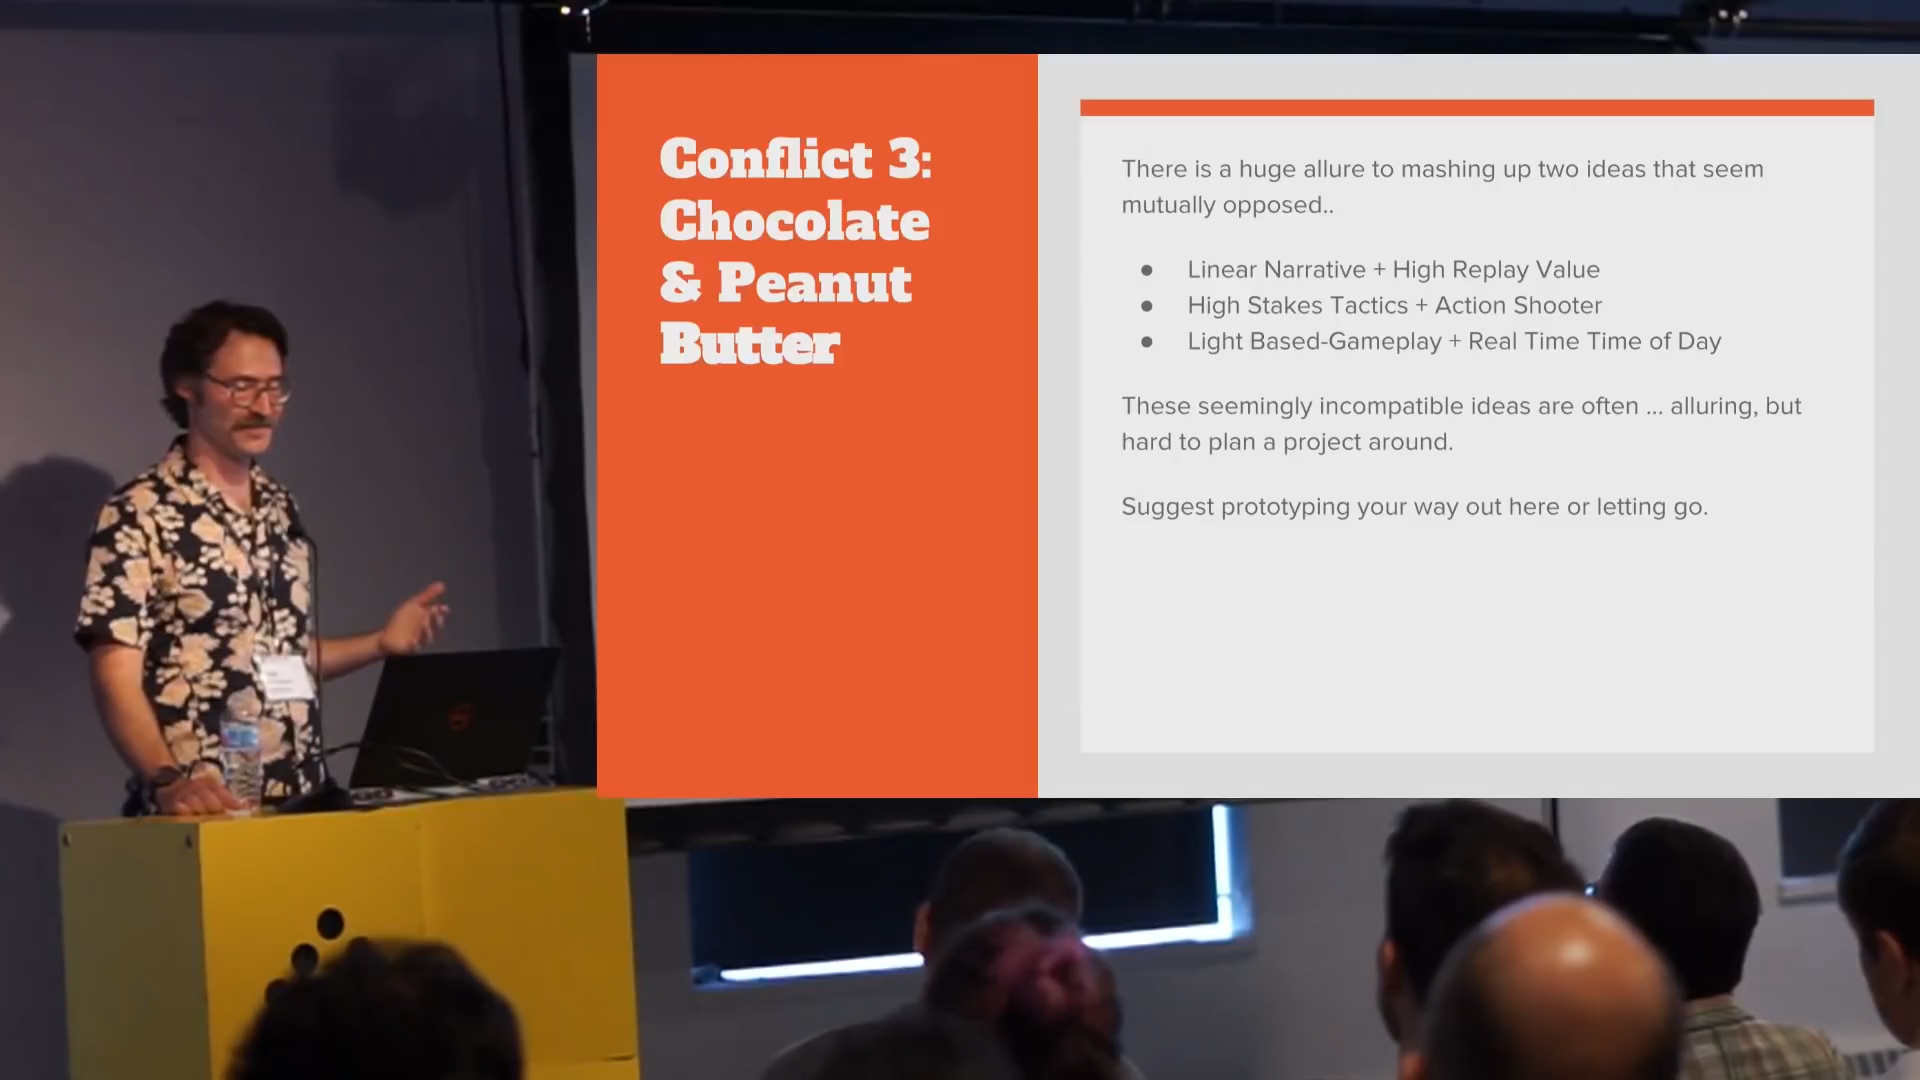 Conflict 3:
Chocolate
& Peanut
Butter
There is a huge allure to mashing up two ideas that seem
mutually opposed..
● Linear Narrative + High Replay Value
● High Stakes Tactics + Action Shooter
● Light Based-Gameplay + Real Time Time of Day
These seemingly incompatible ideas are often ... alluring, but
hard to plan a project around.
Suggest prototyping your way out here or letting go.